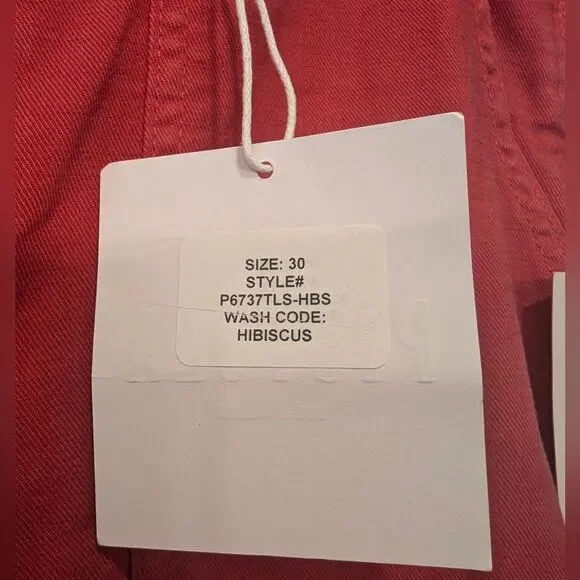 SIZE: 30
STYLE#
P6737TLS-HBS
WASH CODE:
HIBISCUS